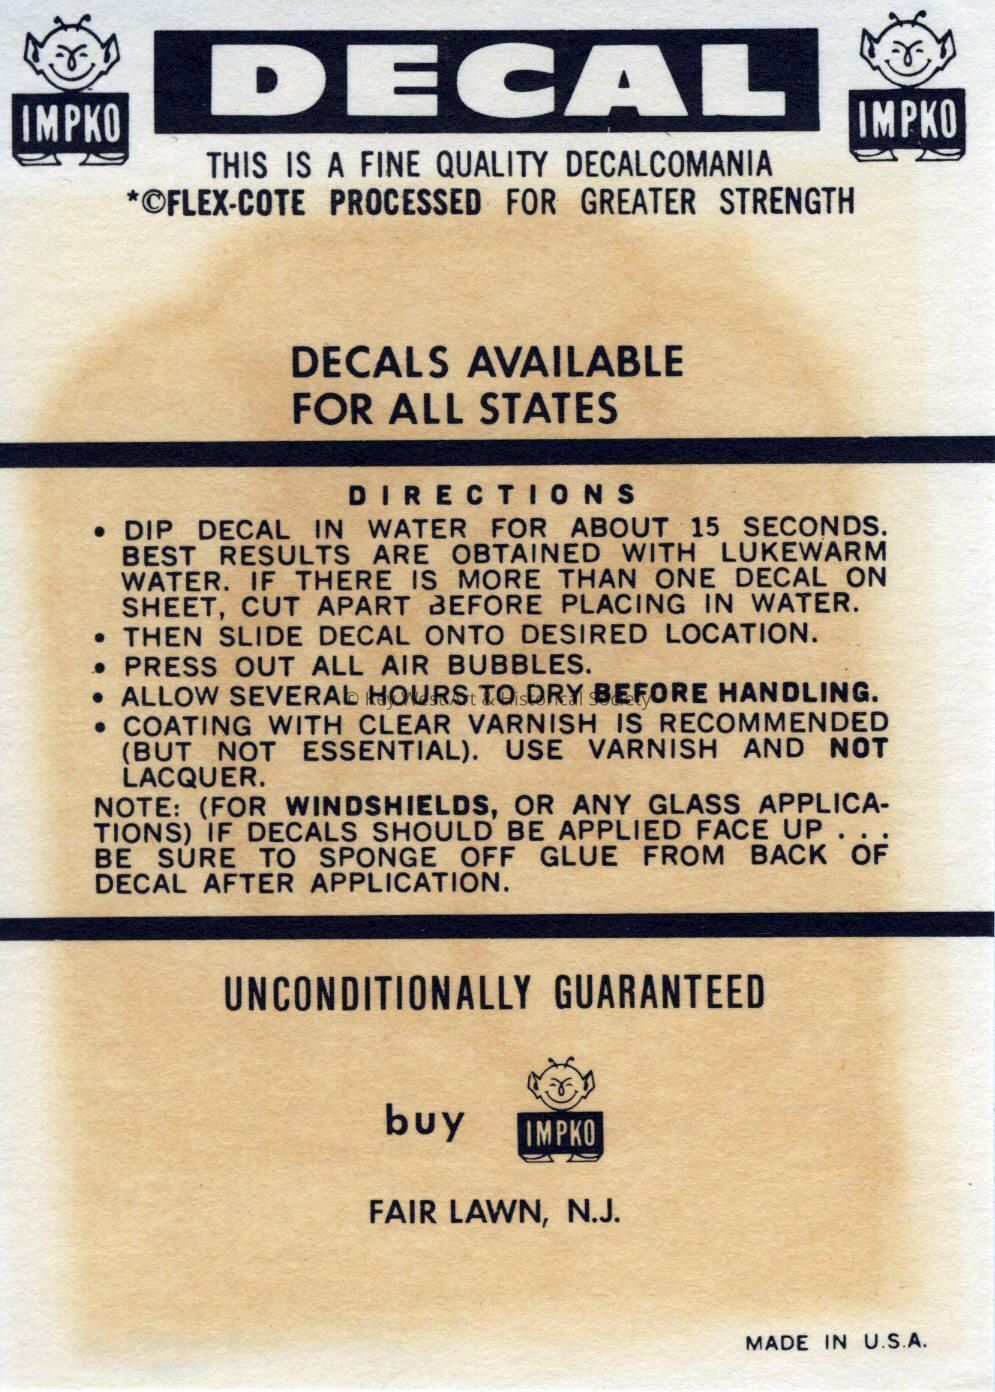 IMPKO DECAL IMPKO
THIS IS A FINE QUALITY DECALCOMANIA
*©FLEX-COTE PROCESSED FOR GREATER STRENGTH
DECALS AVAILABLE
FOR ALL STATES
DIRECTIONS
• DIP DECAL IN WATER FOR ABOUT 15 SECONDS.
BEST RESULTS ARE OBTAINED WITH LUKEWARM
WATER. IF THERE IS MORE THAN ONE DECAL ON
SHEET, CUT APART BEFORE PLACING IN WATER.
• THEN SLIDE DECAL ONTO DESIRED LOCATION.
• PRESS OUT ALL AIR BUBBLES.
• ALLOW SEVERAL HOURS TO DRY BEFORE HANDLING.
© Key West Art & Historical Society
• COATING WITH CLEAR VARNISH IS RECOMMENDED
(BUT NOT ESSENTIAL). USE VARNISH AND NOT
LACQUER.
NOTE: (FOR WINDSHIELDS, OR ANY GLASS APPLICA-
TIONS) IF DECALS SHOULD BE APPLIED FACE UP . . .
BE SURE TO SPONGE OFF GLUE FROM BACK OF
DECAL AFTER APPLICATION.
UNCONDITIONALLY GUARANTEED
buy IMPKO
FAIR LAWN, N.J.
MADE IN U.S.A.